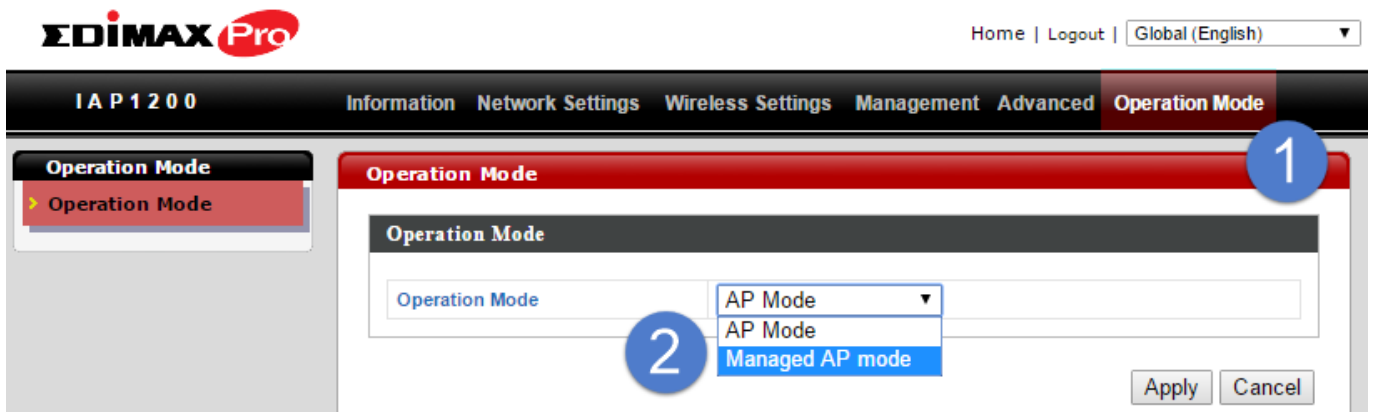 EDIMAX Pro
Home | Logout | Global (English)
IAP1200
Information Network Settings Wireless Settings Management Advanced Operation Mode
1
Operation Mode
Operation Mode
Operation Mode
Operation Mode
Operation Mode AP Mode
AP Mode
2
Managed AP mode
Apply Cancel